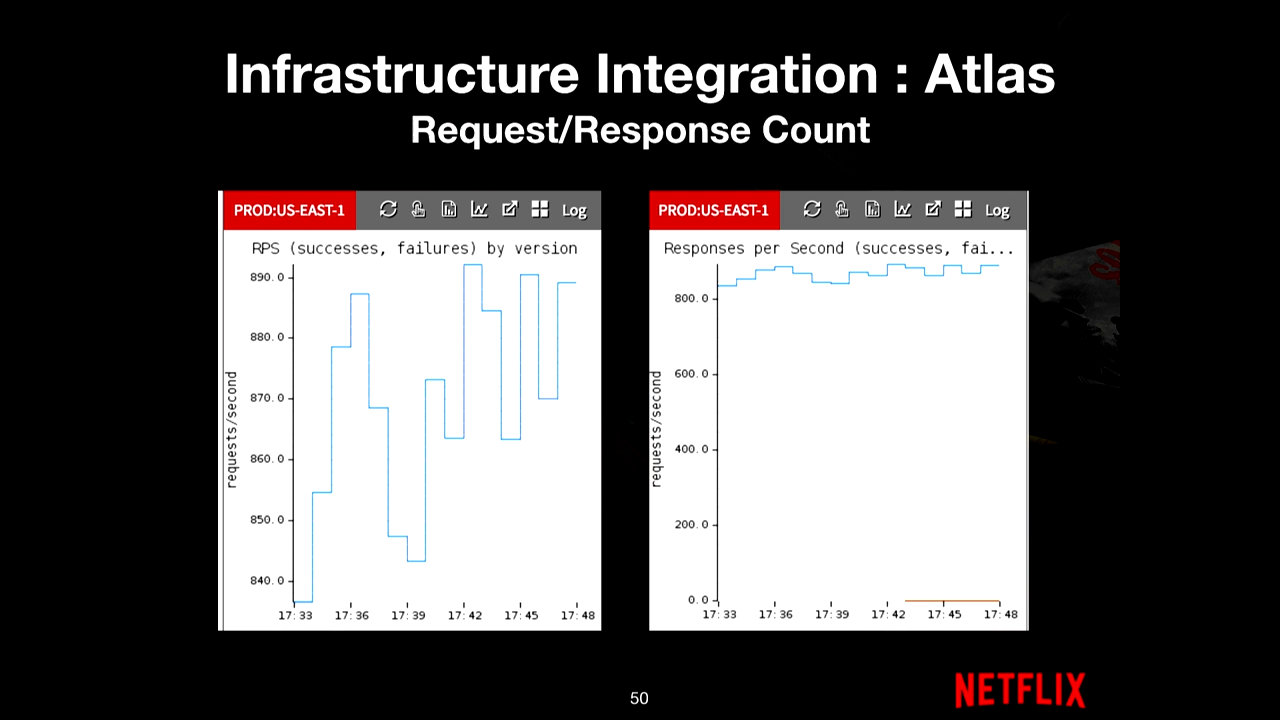 Infrastructure Integration : Atlas
Request/Response Count
PROD:US-EAST-1
Log
RPS (successes, failures) by version
requests/second
890.0
880.0
870.0
860.0
850.0
840.0
17:33
17:36
17:39
17:42
17:45
17:48
PROD:US-EAST-1
Log
Responses per Second (successes, fai...
requests/second
800.0
600.0
400.0
200.0
0.0
17:33
17:36
17:39
17:42
17:45
17:48
50
NETFLIX